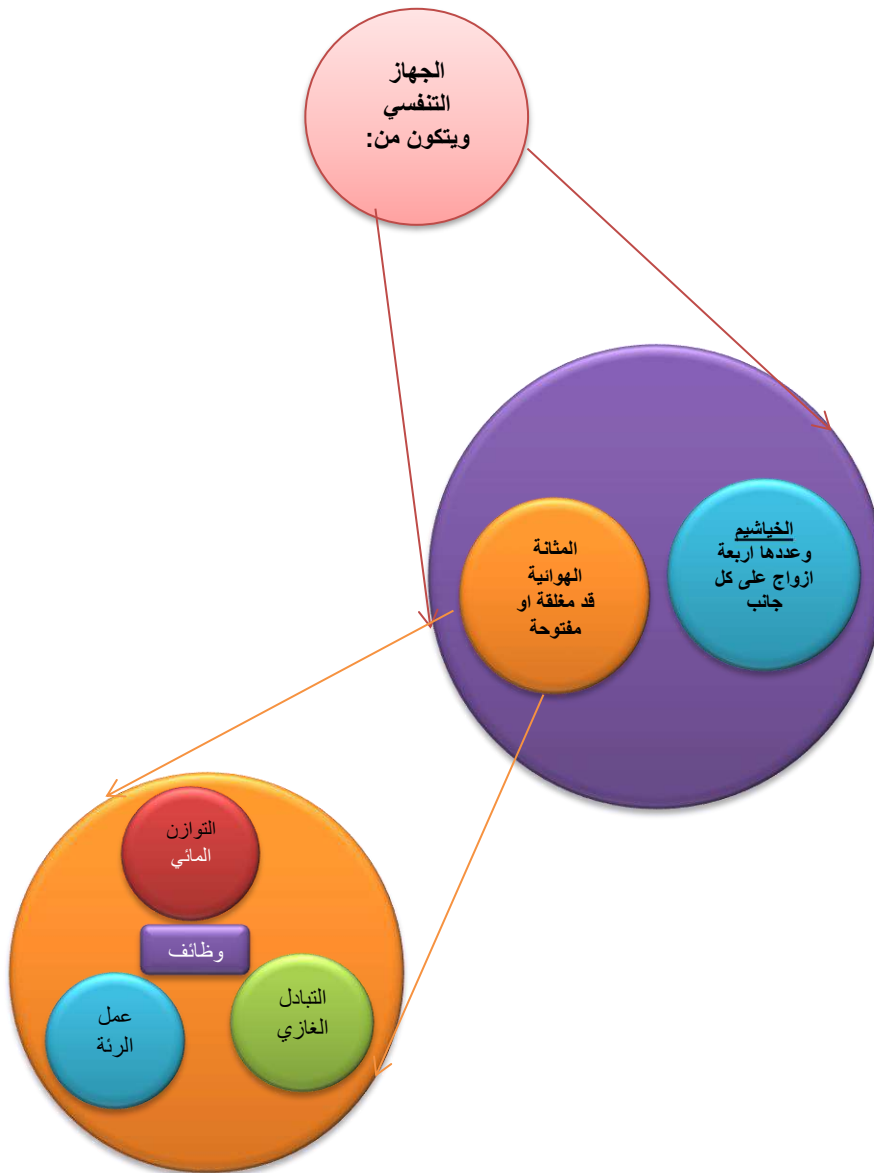 الجهاز
التنفسي
ويتكون من:
الخياشيم
وعددها اربعة
ازواج على كل
جانب
المثانة
الهوائية
قد مغلقة او
مفتوحة
التوازن
المائي
وظائف
التبادل
الغازي
عمل
الرئة